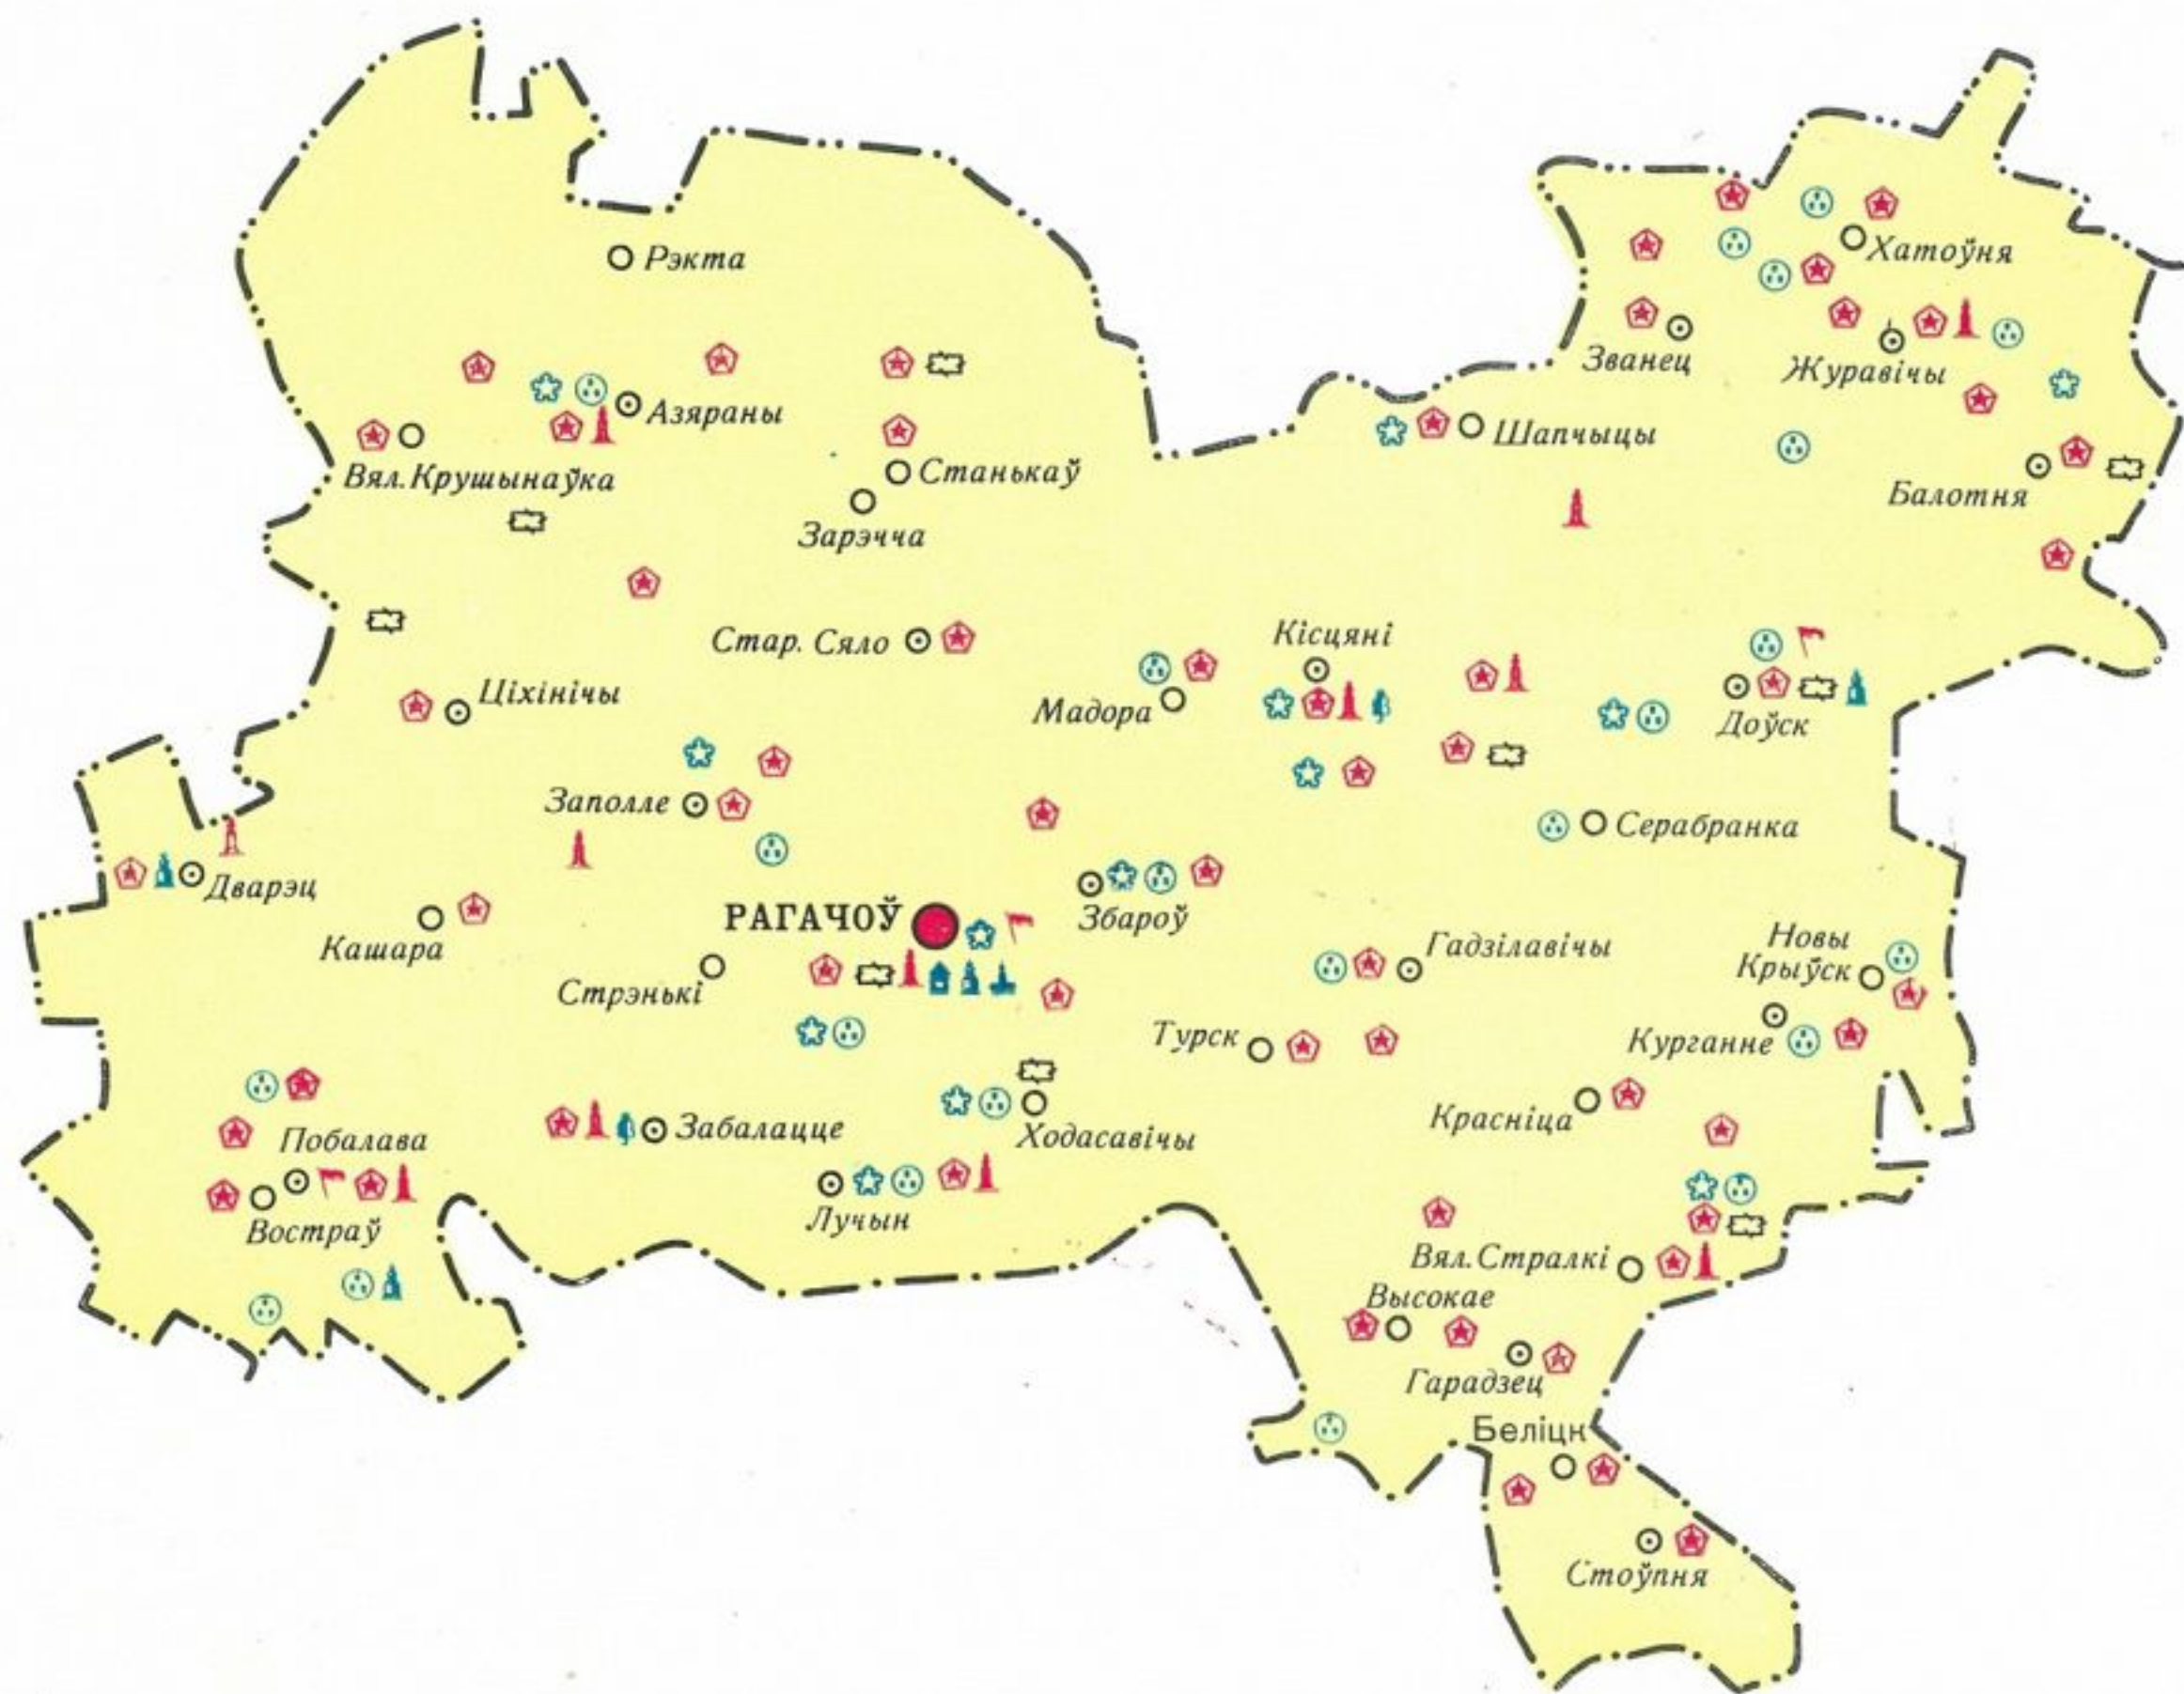 Рэкта
Хатоўня
Званец
Журавічы
Азяраны
Шапчыцы
Вял. Крушынаўка
Станькаў
Балотня
Зарэчча
Стар. Сяло
Кісцяні
Ціхінічы
Мадора
Доўск
Заполле
Серабранка
Дварэц
РАГАЧОЎ
Збароў
Кашара
Гадзілавічы
Новы
Крыўск
Стрэнькі
Турск
Курганне
Красніца
Забалацце
Ходасавічы
Побалава
Востраў
Лучын
Вял. Стралкі
Высокае
Гарадзец
Беліцк
Стоўпня